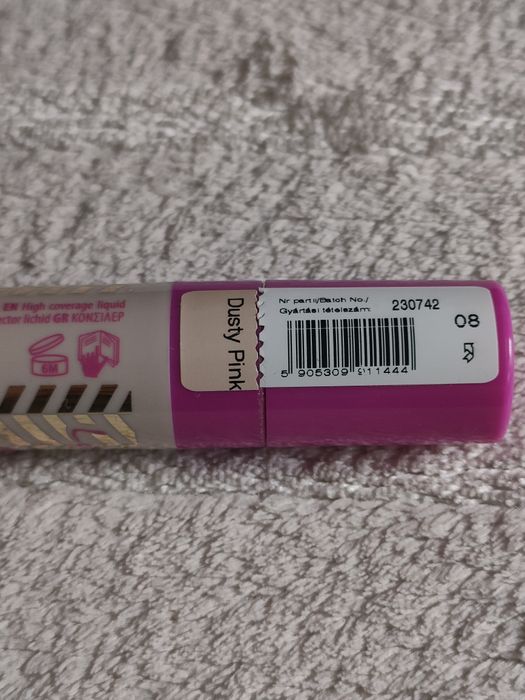 EN High coverage liquid
ector lichid GR ΚΟΝΣΙΛΕΡ
6M
Dusty Pink
Nr partii/Batch No./
Gyártási tételszám:
230742
08
5 905309 911444